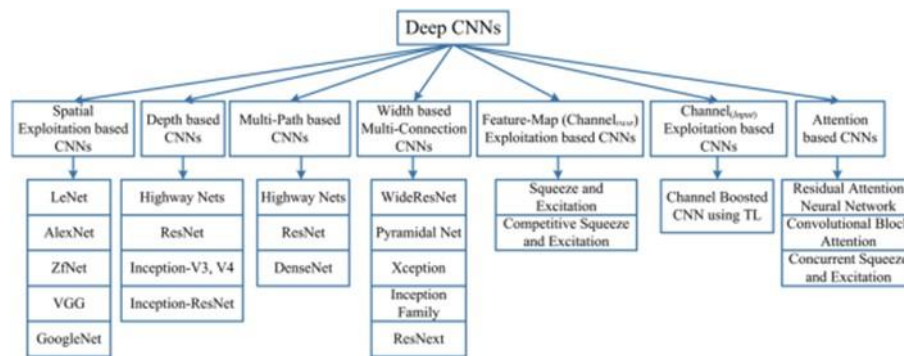 Deep CNNs
Spatial
Exploitation based
CNNs
Depth based
CNNs
Multi-Path based
CNNs
Width based
Multi-Connection
CNNs
Feature-Map (Channel
Exploitation based CNNs
Channel(Input)
Exploitation based
CNNs
Attention
based CNNs
LeNet
AlexNet
ZfNet
VGG
GoogleNet
Highway Nets
ResNet
Inception-V3, V4
Inception-ResNet
Highway Nets
ResNet
DenseNet
WideResNet
Pyramidal Net
Xception
Inception
Family
ResNext
Squeeze and
Excitation
Competitive Squeeze
and Excitation
Channel Boosted
CNN using TL
Residual Attention
Neural Network
Convolutional Block
Attention
Concurrent Squeeze
and Excitation